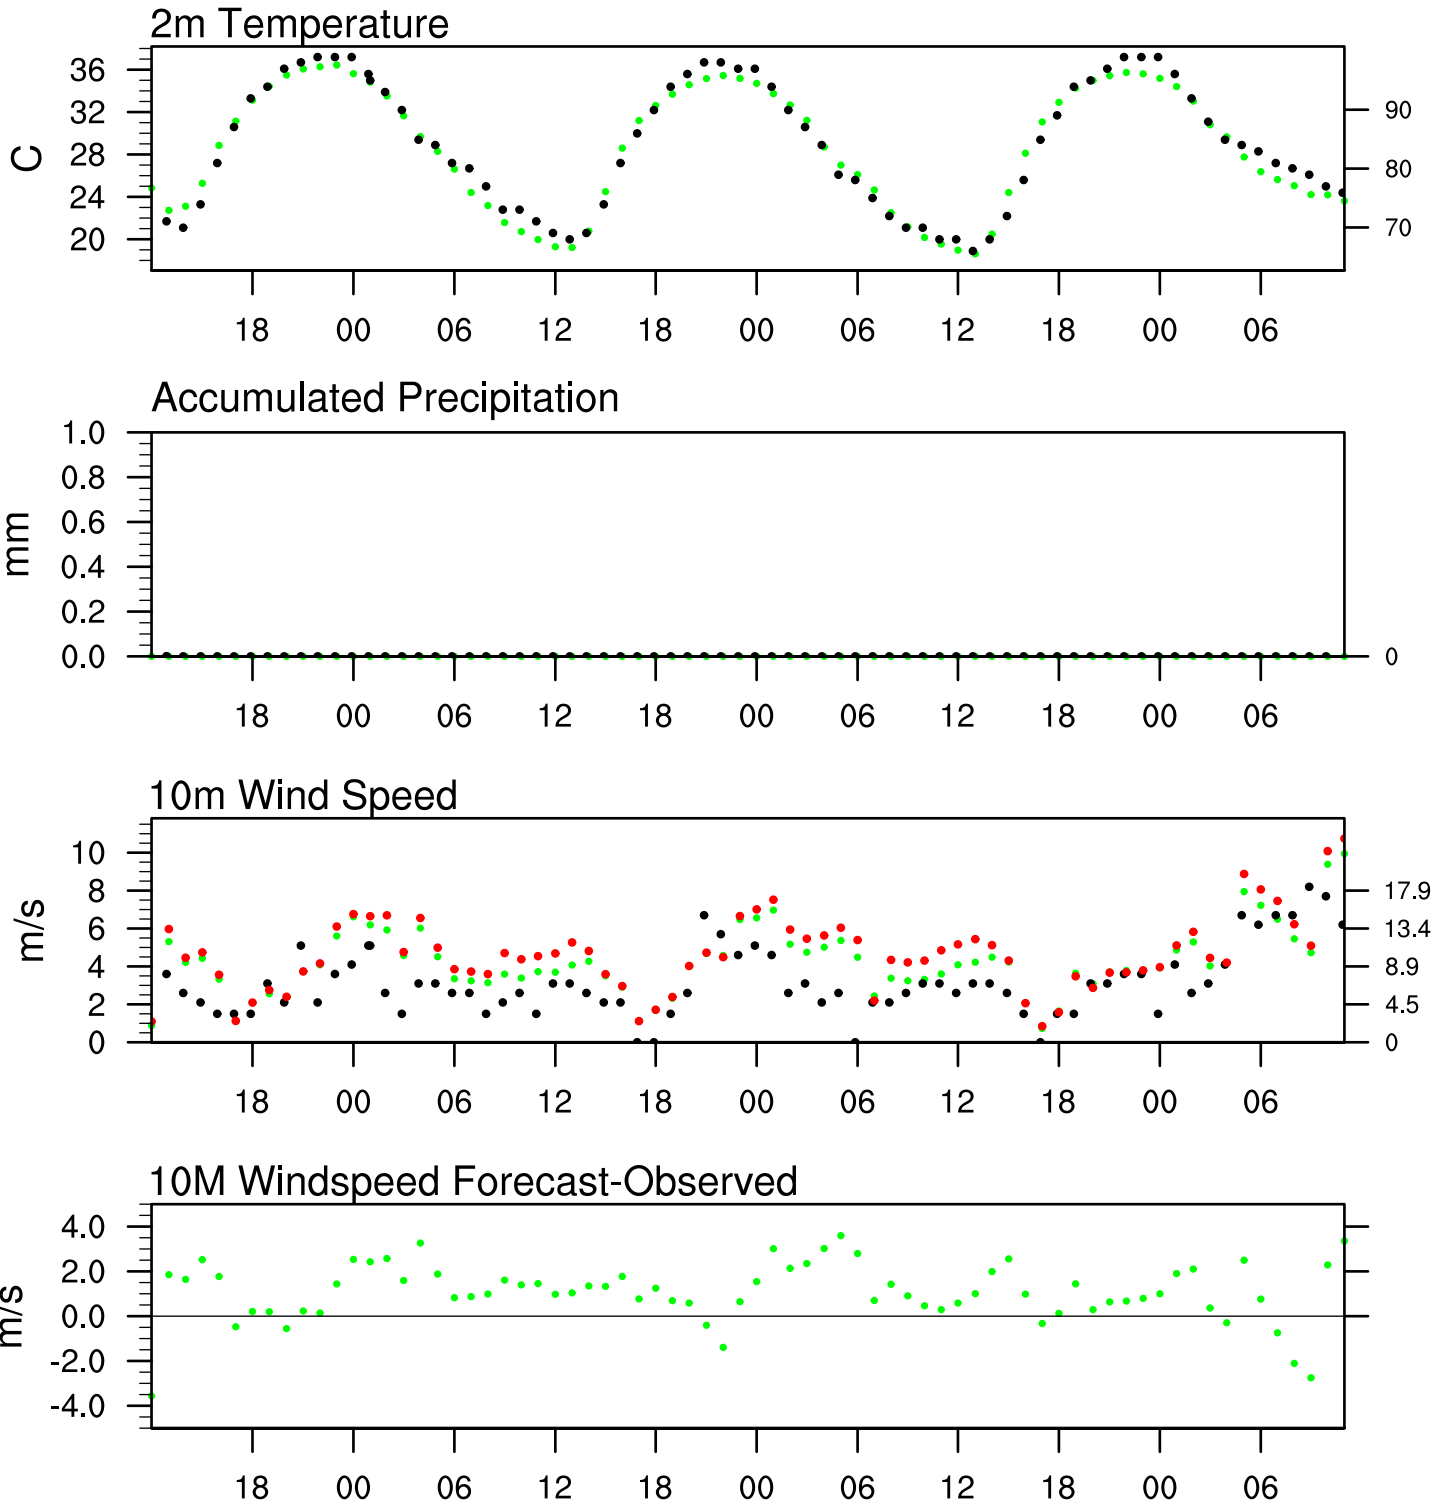 2m Temperature
36
32
28
24
20
C
90
80
70
18 00 06 12 18 00 06 12 18 00 06
Accumulated Precipitation
1.0
0.8
0.6
0.4
0.2
0.0
mm
0
18 00 06 12 18 00 06 12 18 00 06
10m Wind Speed
10
8
6
4
2
0
m/s
17.9
13.4
8.9
4.5
0
18 00 06 12 18 00 06 12 18 00 06
10M Windspeed Forecast-Observed
4.0
2.0
0.0
-2.0
-4.0
m/s
18 00 06 12 18 00 06 12 18 00 06